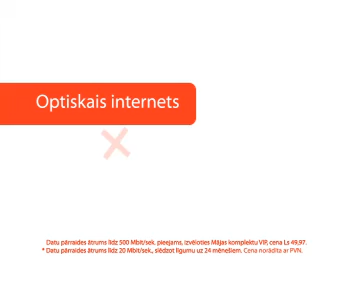 Optiskais internets
Datu pārraides ātrums līdz 500 Mbit/sek. pieejams, izvēloties Mājas komplektu VIP, cena Ls 49,97.
* Datu pārraides ātrums līdz 20 Mbit/sek., slēdzot līgumu uz 24 mēnešiem. Cena norādīta ar PVN.